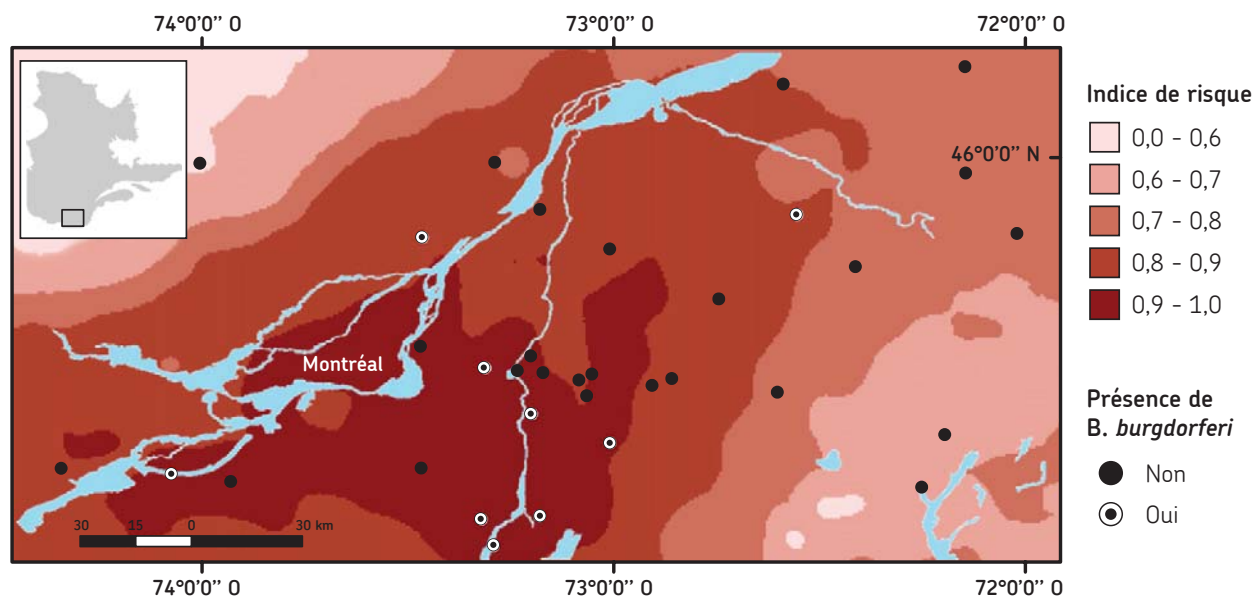 74°0'0'' O 73°0'0'' O 72°0'0'' O
46°0'0'' N
Montréal
30 15 0 30 km
74°0'0'' O 73°0'0'' O 72°0'0'' O
Indice de risque
0,0 - 0,6
0,6 - 0,7
0,7 - 0,8
0,8 - 0,9
0,9 - 1,0
Présence de
B. burgdorferi
Non
Oui